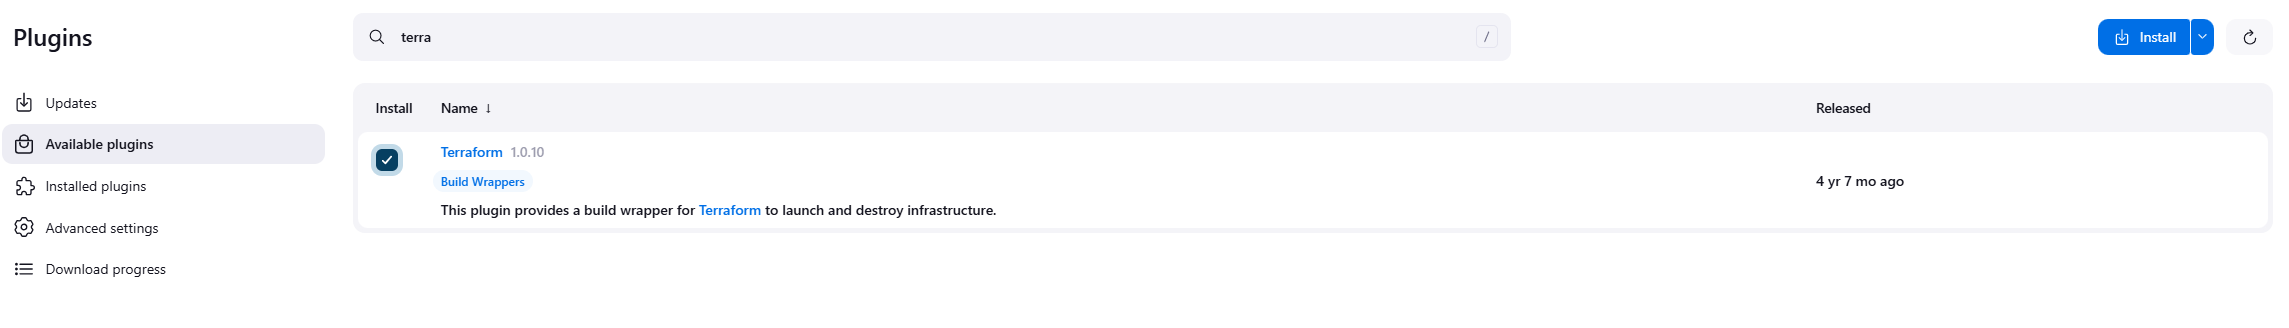 Plugins
terra
/
Install
Updates
Available plugins
Installed plugins
Advanced settings
Download progress
Install Name ↓ Released
Terraform 1.0.10
Build Wrappers
4 yr 7 mo ago
This plugin provides a build wrapper for Terraform to launch and destroy infrastructure.